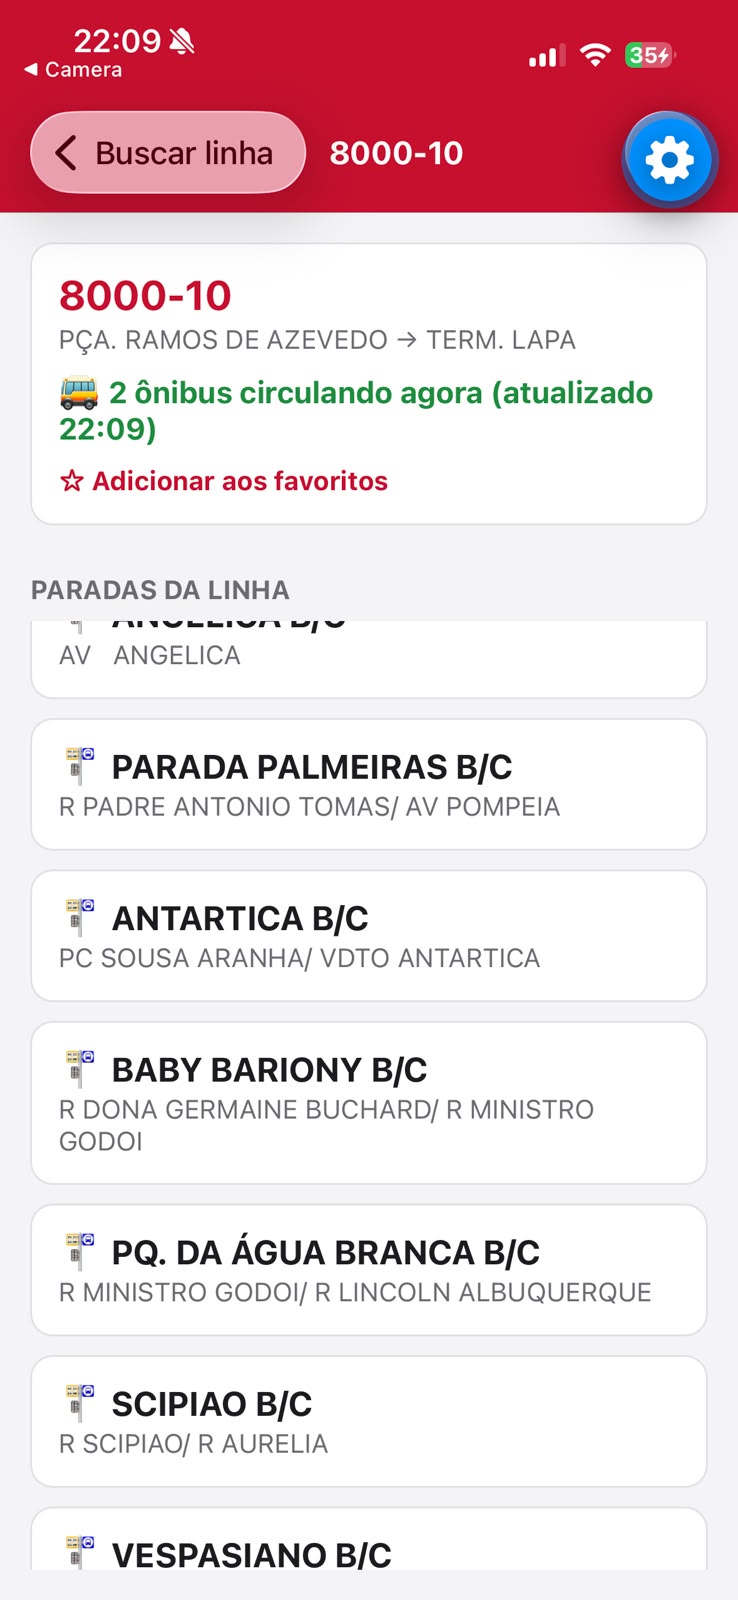 22:09
Camera
35
Buscar linha
8000-10
8000-10
PÇA. RAMOS DE AZEVEDO → TERM. LAPA
2 ônibus circulando agora (atualizado
22:09)
☆ Adicionar aos favoritos
PARADAS DA LINHA
ANGELICA B/C
AV ANGELICA
PARADA PALMEIRAS B/C
R PADRE ANTONIO TOMAS/ AV POMPEIA
ANTARTICA B/C
PC SOUSA ARANHA/ VDTO ANTARTICA
BABY BARIONY B/C
R DONA GERMAINE BUCHARD/ R MINISTRO
GODOI
PQ. DA ÁGUA BRANCA B/C
R MINISTRO GODOI/ R LINCOLN ALBUQUERQUE
SCIPIAO B/C
R SCIPIAO/ R AURELIA
VESPASIANO B/C